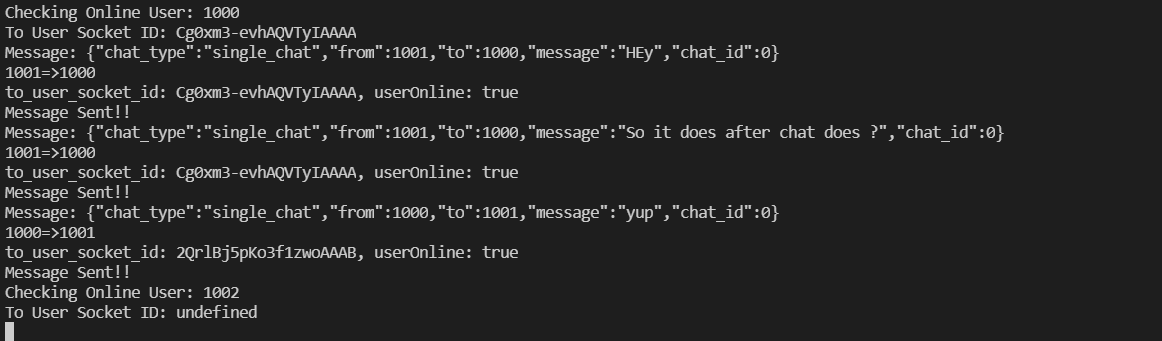 Checking Online User: 1000
To User Socket ID: Cg0xm3-evhAQVTyIAAAA
Message: {"chat_type":"single_chat","from":1001,"to":1000,"message":"HEy","chat_id":0}
1001=>1000
to_user_socket_id: Cg0xm3-evhAQVTyIAAAA, userOnline: true
Message Sent!!
Message: {"chat_type":"single_chat","from":1001,"to":1000,"message":"So it does after chat does ?","chat_id":0}
1001=>1000
to_user_socket_id: Cg0xm3-evhAQVTyIAAAA, userOnline: true
Message Sent!!
Message: {"chat_type":"single_chat","from":1000,"to":1001,"message":"yup","chat_id":0}
1000=>1001
to_user_socket_id: 2QrlBj5pKo3f1zwoAAAB, userOnline: true
Message Sent!!
Checking Online User: 1002
To User Socket ID: undefined